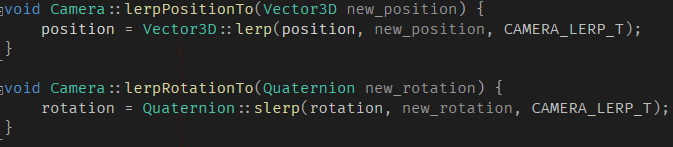 void Camera::lerpPositionTo(Vector3D new_position) {
    position = Vector3D::lerp(position, new_position, CAMERA_LERP_T);
}
void Camera::lerpRotationTo(Quaternion new_rotation) {
    rotation = Quaternion::slerp(rotation, new_rotation, CAMERA_LERP_T);
}